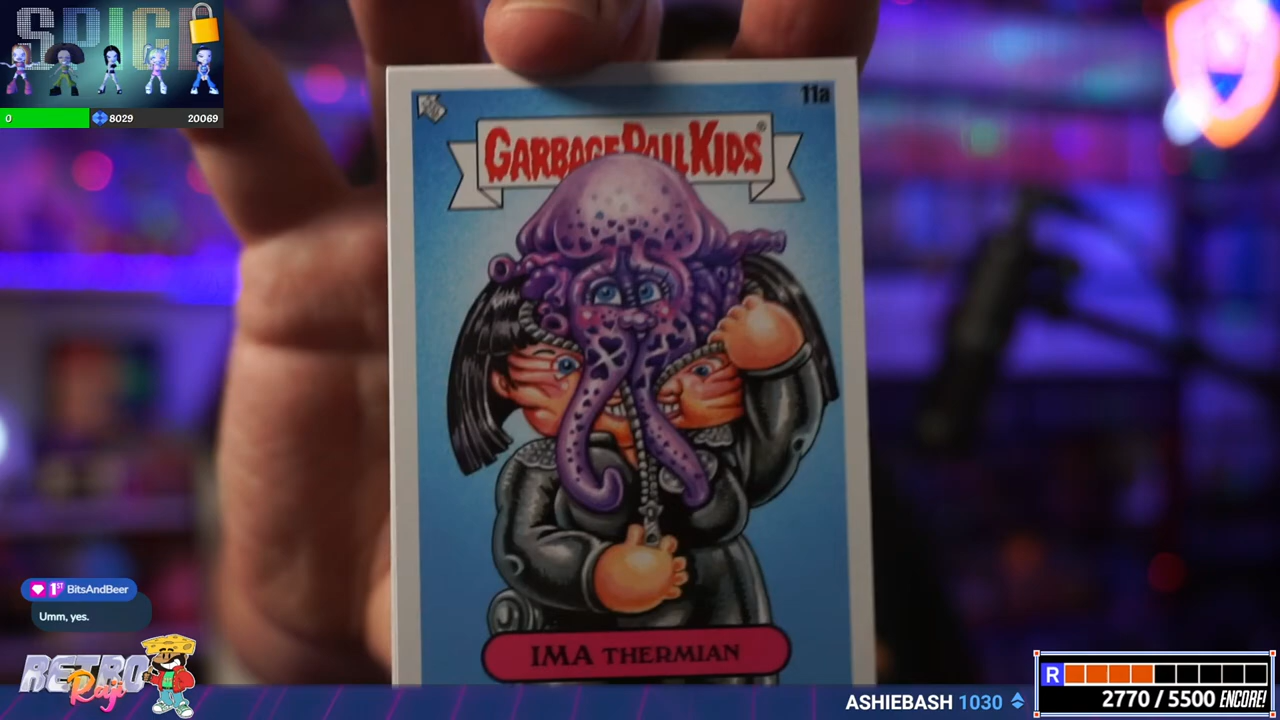 SPICE
0 8029 20069
11a
GARBAGE PAIL KIDS®
IMA THERMIAN
1ST BitsAndBeer
Umm, yes.
RETRO
Raji
ASHIEBASH 1030
R
2770 / 5500 ENCORE!